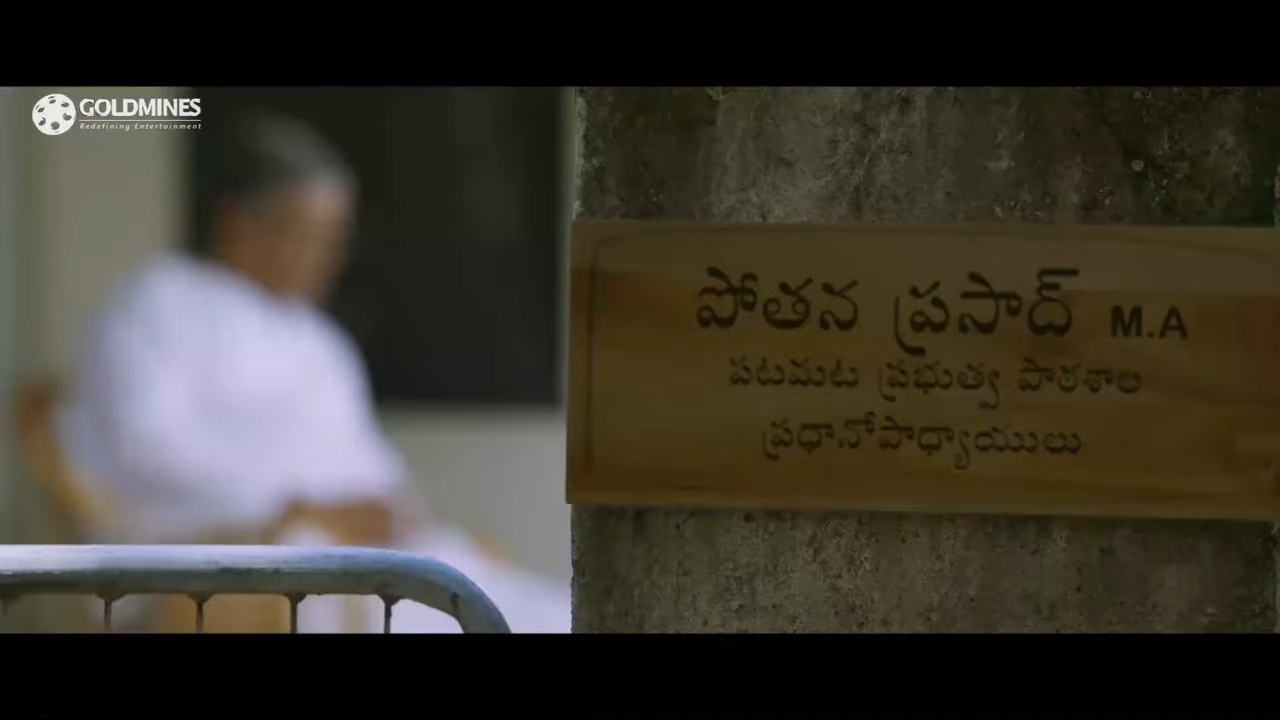 GOLDMINES
Redefining Entertainment
పోతన ప్రసాద్ M.A
పటమట ప్రభుత్వ పాఠశాల
ప్రధానోపాధ్యాయులు